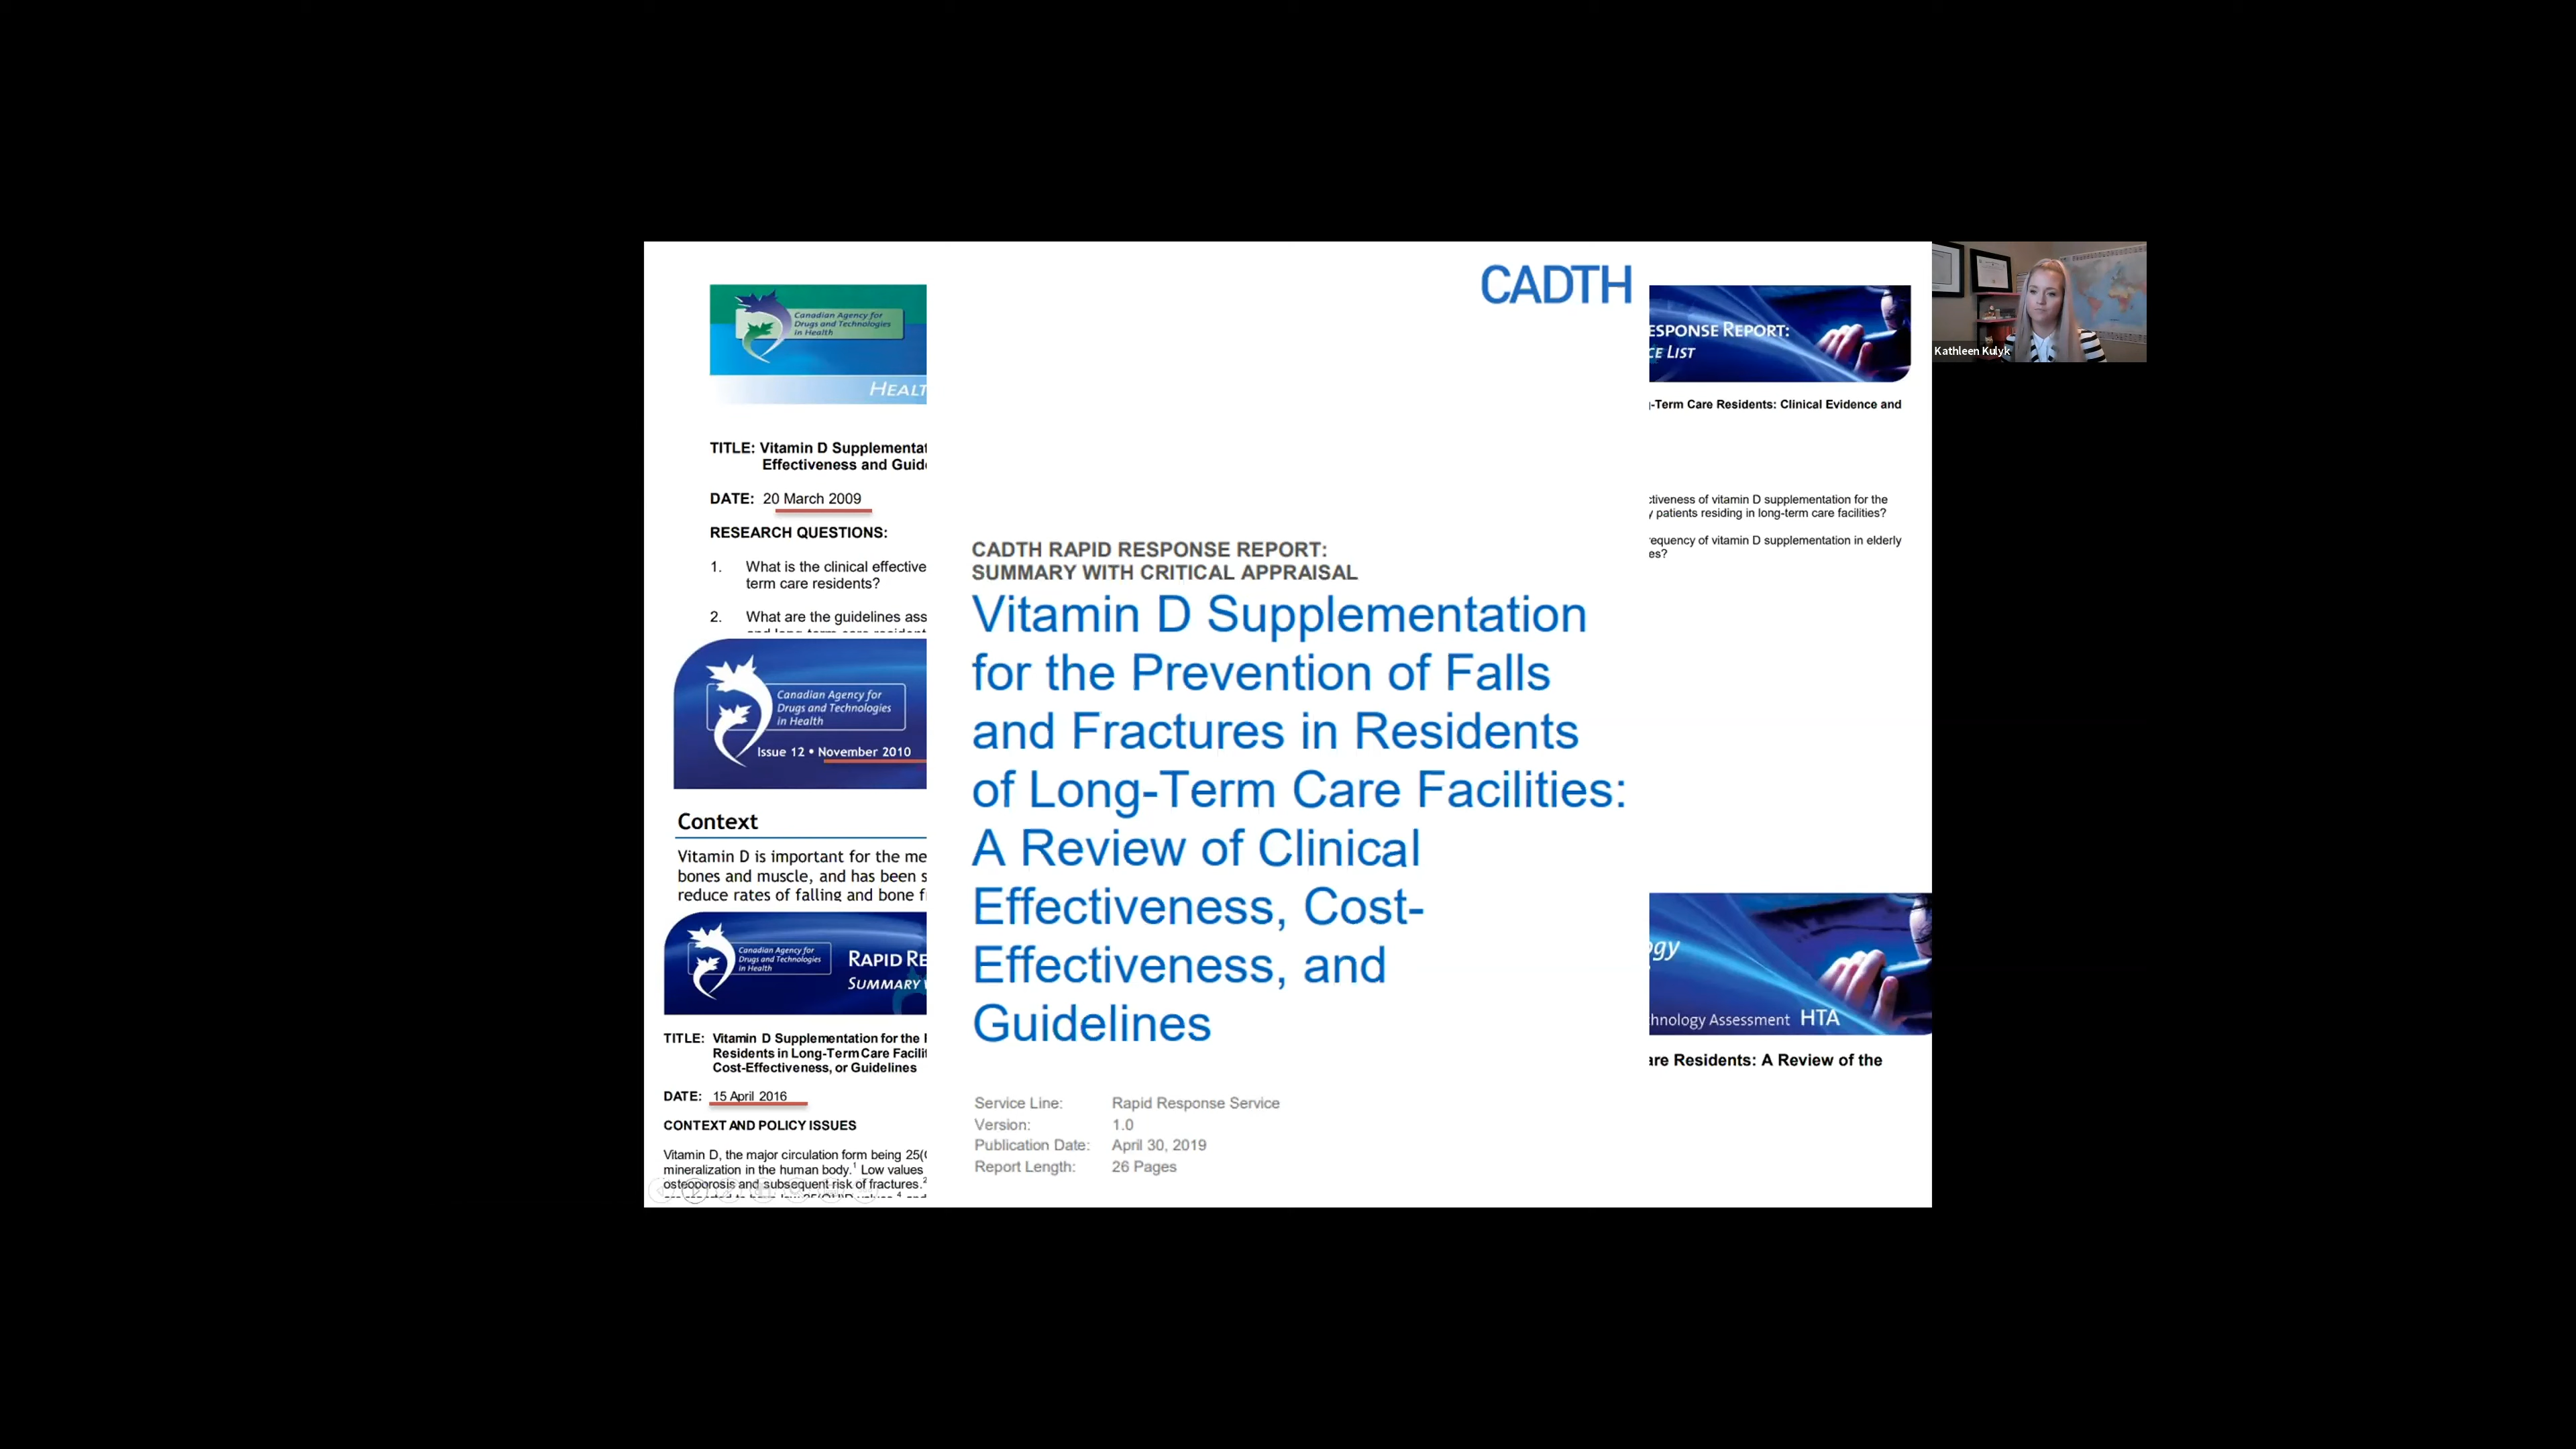 Canadian Agency for
Drugs and Technologies
in Health
HEALT
TITLE: Vitamin D Supplementat
Effectiveness and Guid
DATE: 20 March 2009
RESEARCH QUESTIONS:
1. What is the clinical effective
term care residents?
2. What are the guidelines ass
Canadian Agency for
Drugs and Technologies
in Health
Issue 12 • November 2010
Context
Vitamin D is important for the me
bones and muscle, and has been s
reduce rates of falling and bone f
Canadian Agency for
Drugs and Technologies
in Health
RAPID RE
SUMMARY
TITLE: Vitamin D Supplementation for the
Residents in Long-Term Care Facilit
Cost-Effectiveness, or Guidelines
DATE: 15 April 2016
CONTEXT AND POLICY ISSUES
Vitamin D, the major circulation form being 25(
mineralization in the human body.1 Low values
osteoporosis and subsequent risk of fractures.2
CADTH
CADTH RAPID RESPONSE REPORT:
SUMMARY WITH CRITICAL APPRAISAL
Vitamin D Supplementation
for the Prevention of Falls
and Fractures in Residents
of Long-Term Care Facilities:
A Review of Clinical
Effectiveness, Cost-
Effectiveness, and
Guidelines
Service Line: Rapid Response Service
Version: 1.0
Publication Date: April 30, 2019
Report Length: 26 Pages
ESPONSE REPORT:
CE LIST
-Term Care Residents: Clinical Evidence and
ctiveness of vitamin D supplementation for the
y patients residing in long-term care facilities?
equency of vitamin D supplementation in elderly
es?
gy
hnology Assessment HTA
are Residents: A Review of the
Kathleen Kulyk